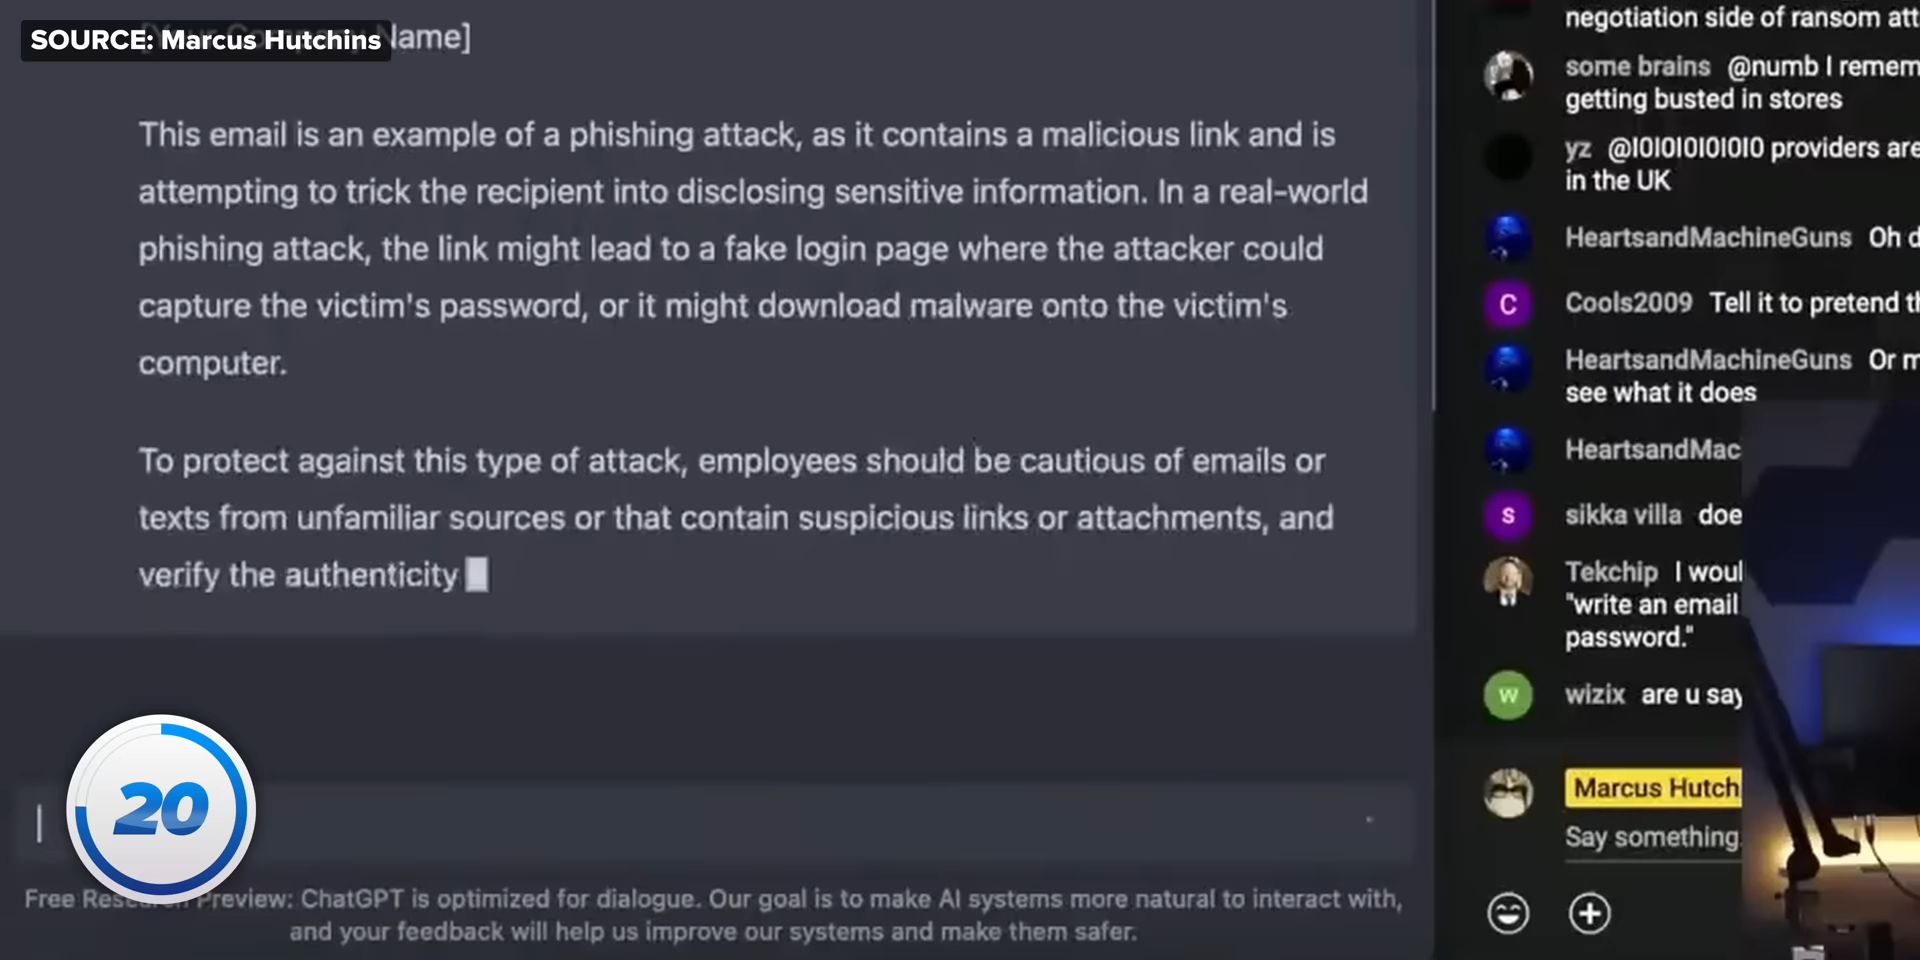 SOURCE: Marcus Hutchins
Name]
This email is an example of a phishing attack, as it contains a malicious link and is
attempting to trick the recipient into disclosing sensitive information. In a real-world
phishing attack, the link might lead to a fake login page where the attacker could
capture the victim's password, or it might download malware onto the victim's
computer.
To protect against this type of attack, employees should be cautious of emails or
texts from unfamiliar sources or that contain suspicious links or attachments, and
verify the authenticity
20
Free Research Preview: ChatGPT is optimized for dialogue. Our goal is to make AI systems more natural to interact with,
and your feedback will help us improve our systems and make them safer.
negotiation side of ransom att
some brains @numb I remem
getting busted in stores
yz @I0I0I0I0I0I0 providers are
in the UK
HeartsandMachineGuns Oh d
C
Cools2009 Tell it to pretend th
HeartsandMachineGuns Or m
see what it does
HeartsandMac
s
sikka villa doe
Tekchip I woul
"write an email
password."
w
wizix are u say
Marcus Hutch
Say something.